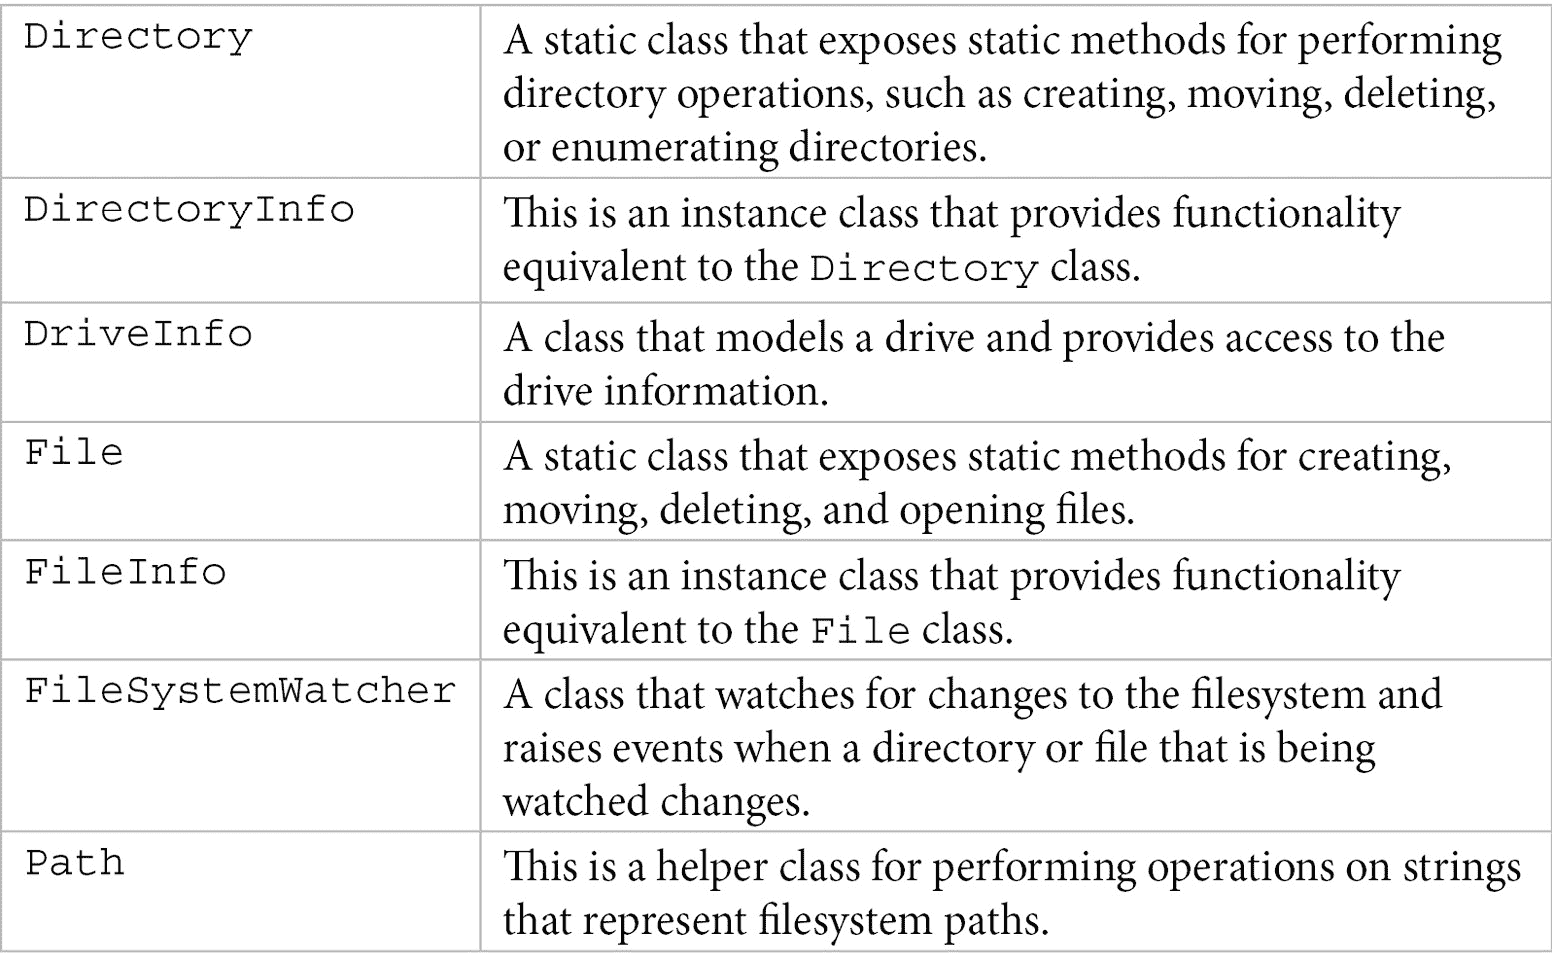 Directory
A static class that exposes static methods for performing
directory operations, such as creating, moving, deleting,
or enumerating directories.
DirectoryInfo
This is an instance class that provides functionality
equivalent to the Directory class.
DriveInfo
A class that models a drive and provides access to the
drive information.
File
A static class that exposes static methods for creating,
moving, deleting, and opening files.
FileInfo
This is an instance class that provides functionality
equivalent to the File class.
FileSystemWatcher
A class that watches for changes to the filesystem and
raises events when a directory or file that is being
watched changes.
Path
This is a helper class for performing operations on strings
that represent filesystem paths.